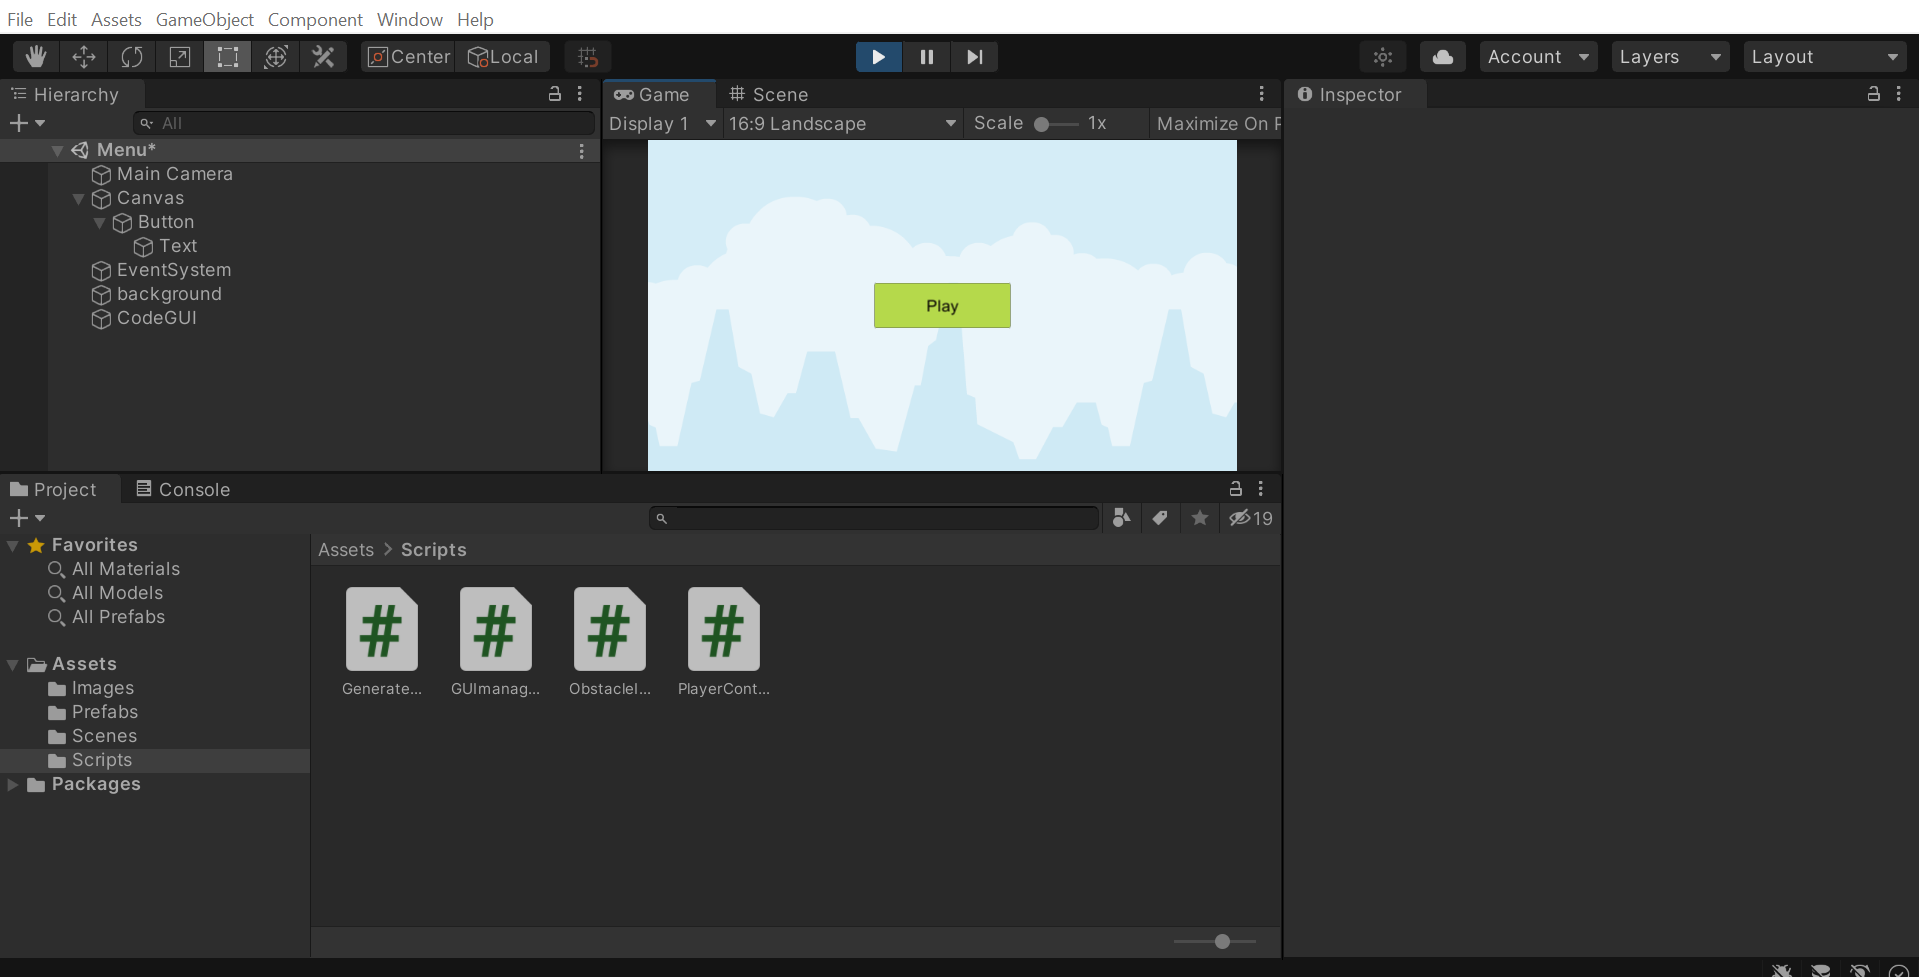 File Edit Assets GameObject Component Window Help
Center Local Account Layers Layout
Hierarchy
All
Menu*
Main Camera
Canvas
Button
Text
EventSystem
background
CodeGUI
Game Scene
Display 1 16:9 Landscape Scale 1x Maximize On P
Play
Inspector
Project Console
19
Favorites
All Materials
All Models
All Prefabs
Assets
Images
Prefabs
Scenes
Scripts
Packages
Assets > Scripts
# # # #
Generate... GUImanag... ObstacleI... PlayerCont...